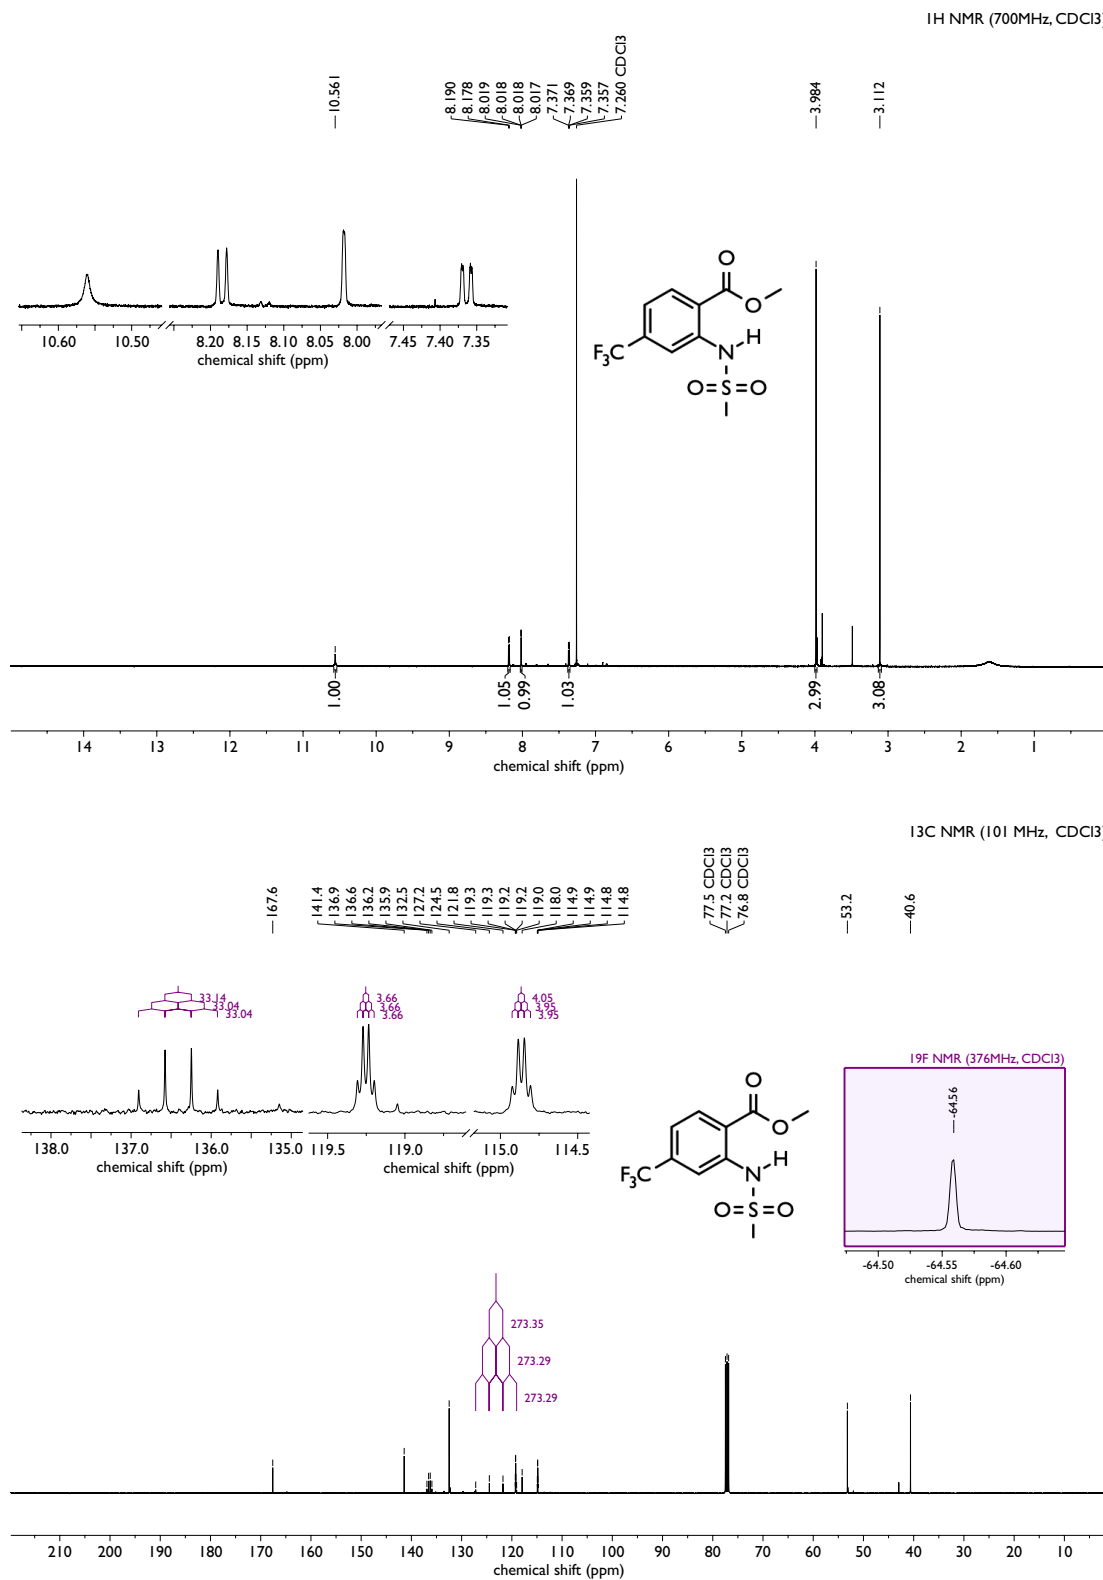 1H NMR (700MHz, CDCl3)
10.561
8.190
8.178
8.019
8.018
8.018
8.017
7.371
7.369
7.359
7.357
7.260 CDCl3
3.984
3.112
10.60 10.50 8.20 8.15 8.10 8.05 8.00 7.45 7.40 7.35
chemical shift (ppm)
O
O
H
N
F3C
O=S=O
1.00
1.05
0.99
1.03
2.99
3.08
14 13 12 11 10 9 8 7 6 5 4 3 2 1
chemical shift (ppm)
13C NMR (101 MHz, CDCl3)
167.6
141.4
136.9
136.6
136.2
135.9
132.5
127.2
124.5
121.8
119.3
119.3
119.2
119.2
119.0
118.0
114.9
114.9
114.8
114.8
77.5 CDCl3
77.2 CDCl3
76.8 CDCl3
53.2
40.6
33.14
33.04
33.04
3.66
3.66
3.66
4.05
3.95
3.95
138.0 137.0 136.0 135.0 119.5 119.0 115.0 114.5
chemical shift (ppm) chemical shift (ppm)
O
O
H
N
F3C
O=S=O
19F NMR (376MHz, CDCl3)
-64.56
-64.50 -64.55 -64.60
chemical shift (ppm)
273.35
273.29
273.29
210 200 190 180 170 160 150 140 130 120 110 100 90 80 70 60 50 40 30 20 10
chemical shift (ppm)